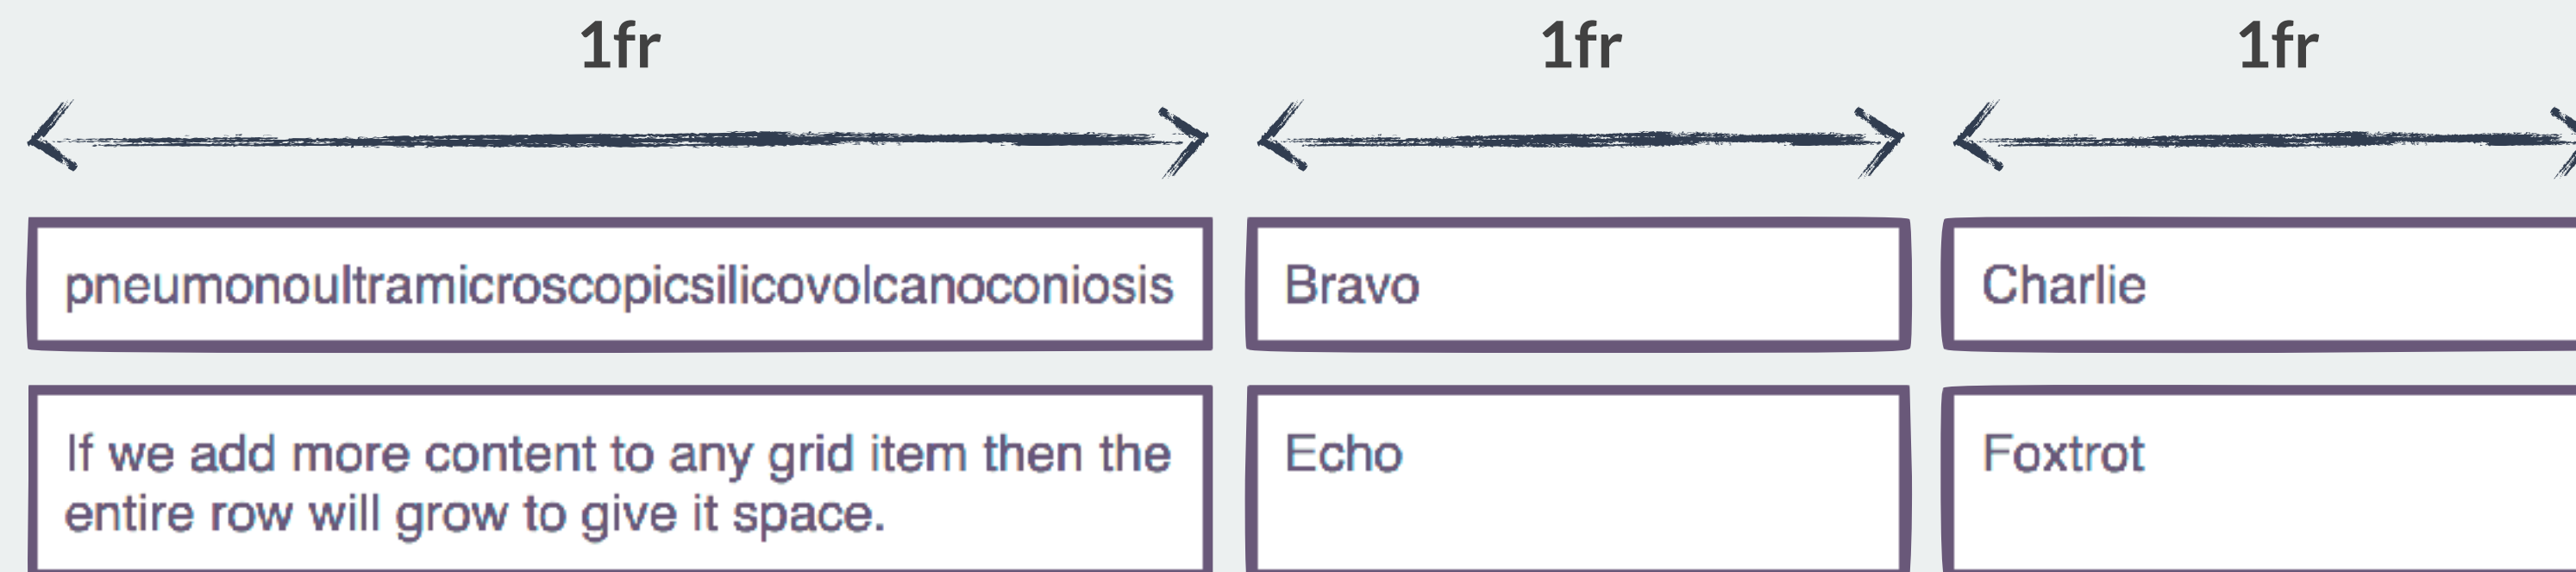 1fr 1fr 1fr
pneumonoultramicroscopicsilicovolcanoconiosis Bravo Charlie
If we add more content to any grid item then the Echo Foxtrot
entire row will grow to give it space.